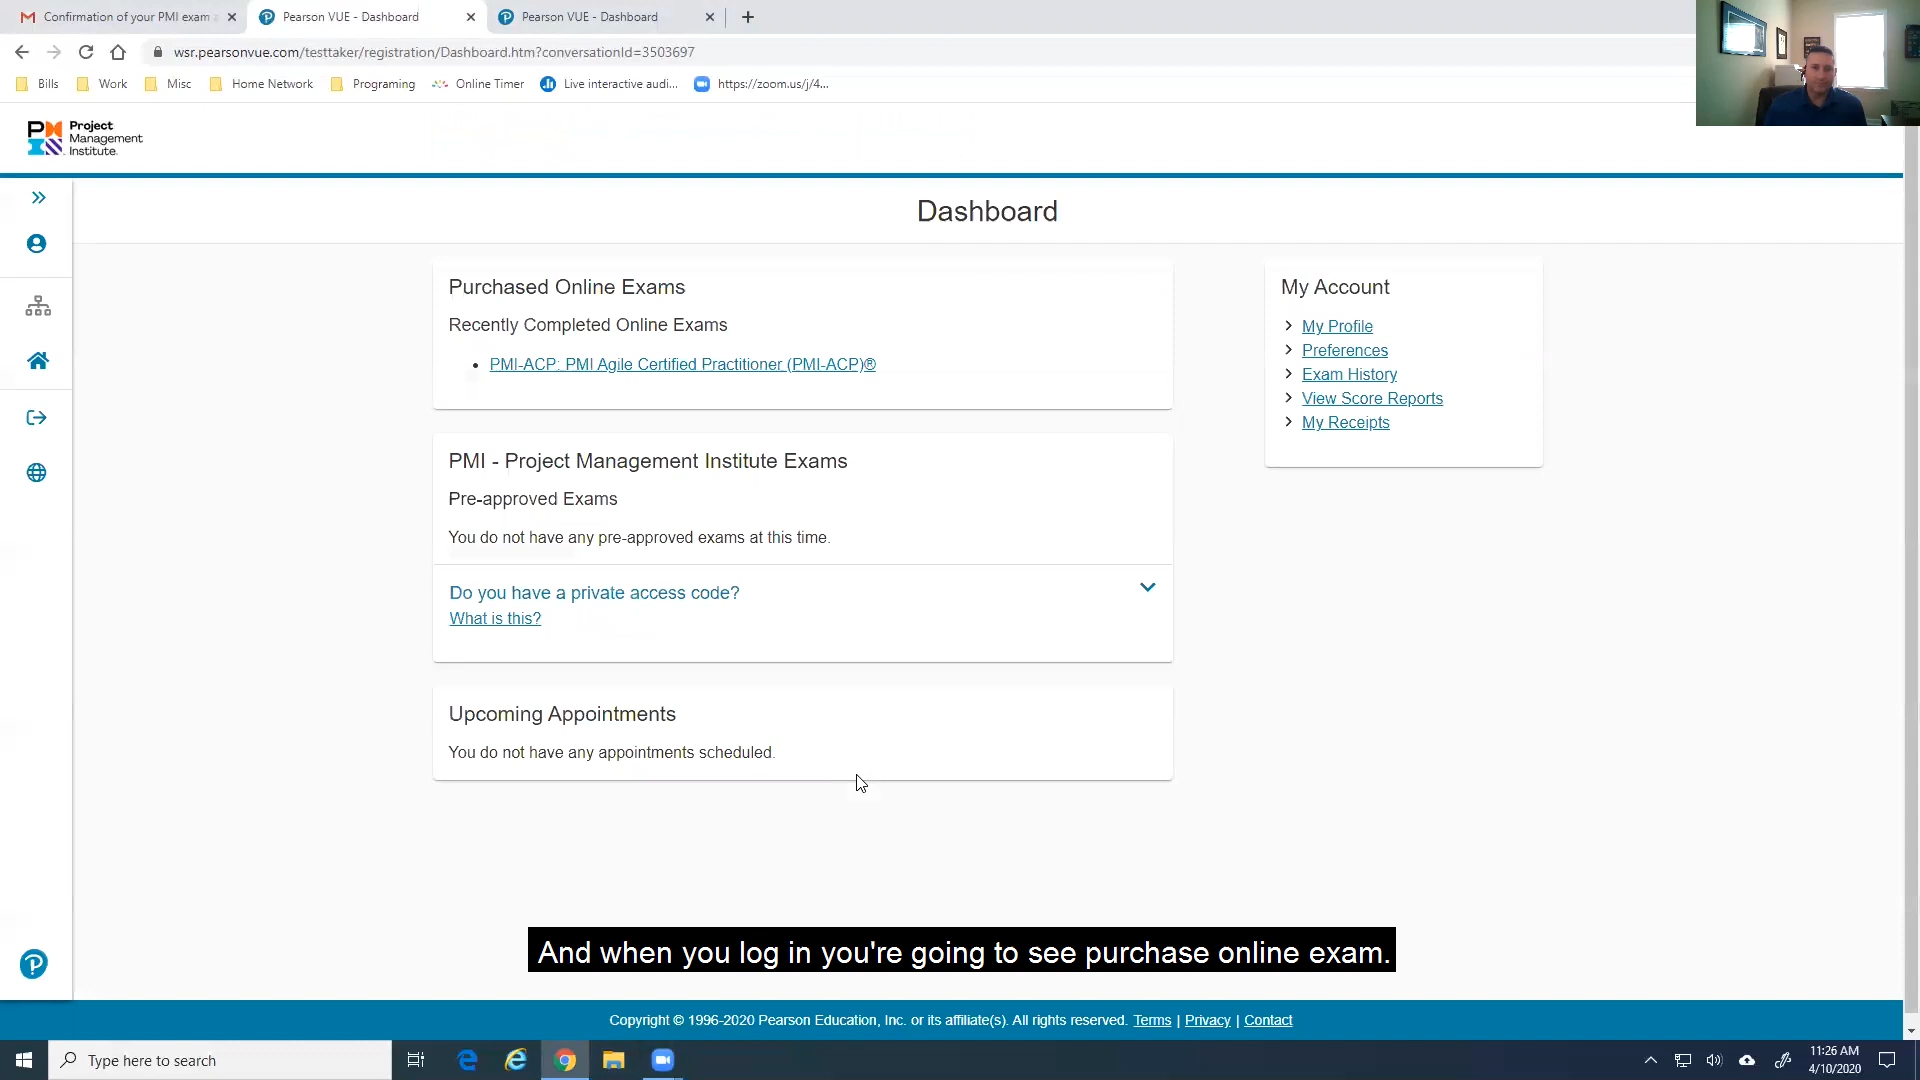 Confirmation of your PMI exam
Pearson VUE - Dashboard
Pearson VUE - Dashboard
wsr.pearsonvue.com/testtaker/registration/Dashboard.htm?conversationId=3503697
Bills
Work
Misc
Home Network
Programing
Online Timer
Live interactive audi...
https://zoom.us/j/4...
Project
Management
Institute.
Dashboard
Purchased Online Exams
Recently Completed Online Exams
PMI-ACP: PMI Agile Certified Practitioner (PMI-ACP)®
My Account
My Profile
Preferences
Exam History
View Score Reports
My Receipts
PMI - Project Management Institute Exams
Pre-approved Exams
You do not have any pre-approved exams at this time.
Do you have a private access code?
What is this?
Upcoming Appointments
You do not have any appointments scheduled.
And when you log in you're going to see purchase online exam.
Copyright © 1996-2020 Pearson Education, Inc. or its affiliate(s). All rights reserved. Terms | Privacy | Contact
Type here to search
11:26 AM
4/10/2020